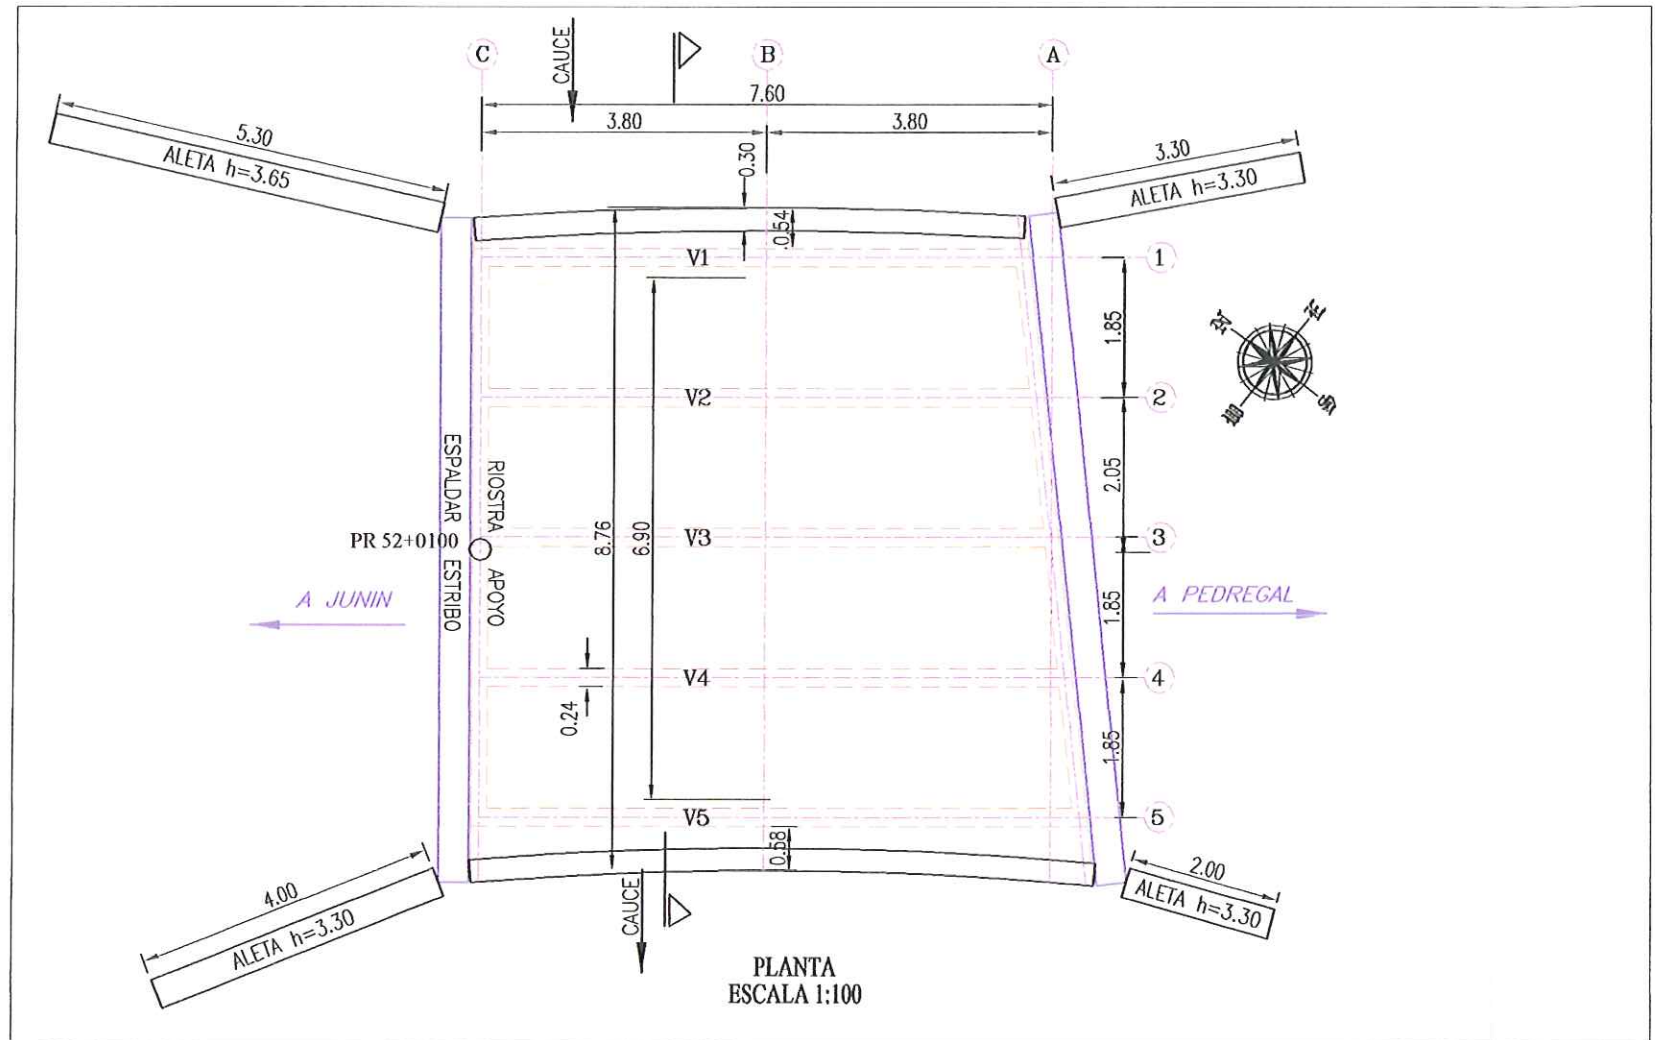 C
B
A
CAUCE
7.60
3.80
3.80
5.30
ALETA h=3.65
3.30
ALETA h=3.30
0.30
0.54
V1
1
1.85
V2
2
2.05
ESPALDAR ESTRIBO
RIOSTRA APOYO
8.76
6.90
V3
3
PR 52+0100
A JUNIN
A PEDREGAL
1.85
V4
4
0.24
1.85
V5
5
0.58
4.00
ALETA h=3.30
2.00
ALETA h=3.30
CAUCE
PLANTA
ESCALA 1:100